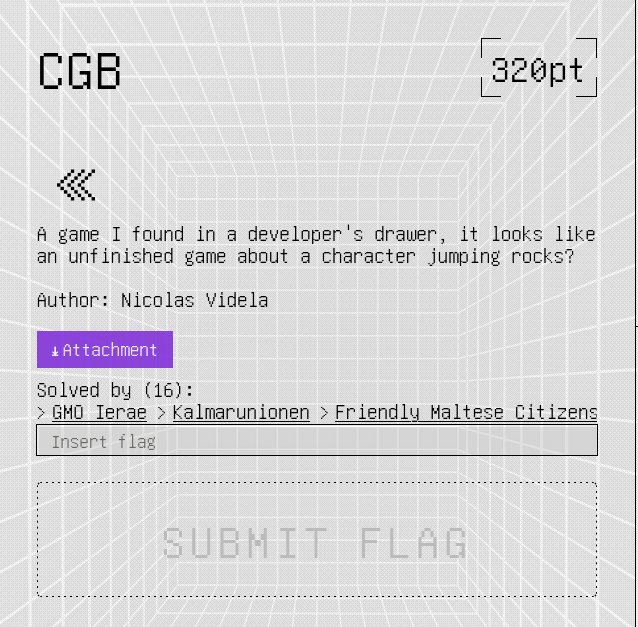 CGB
320pt
A game I found in a developer's drawer, it looks like
an unfinished game about a character jumping rocks?
Author: Nicolas Videla
Attachment
Solved by (16):
> GMO Ierae > Kalmarunionen > Friendly Maltese Citizens
Insert flag
SUBMIT FLAG